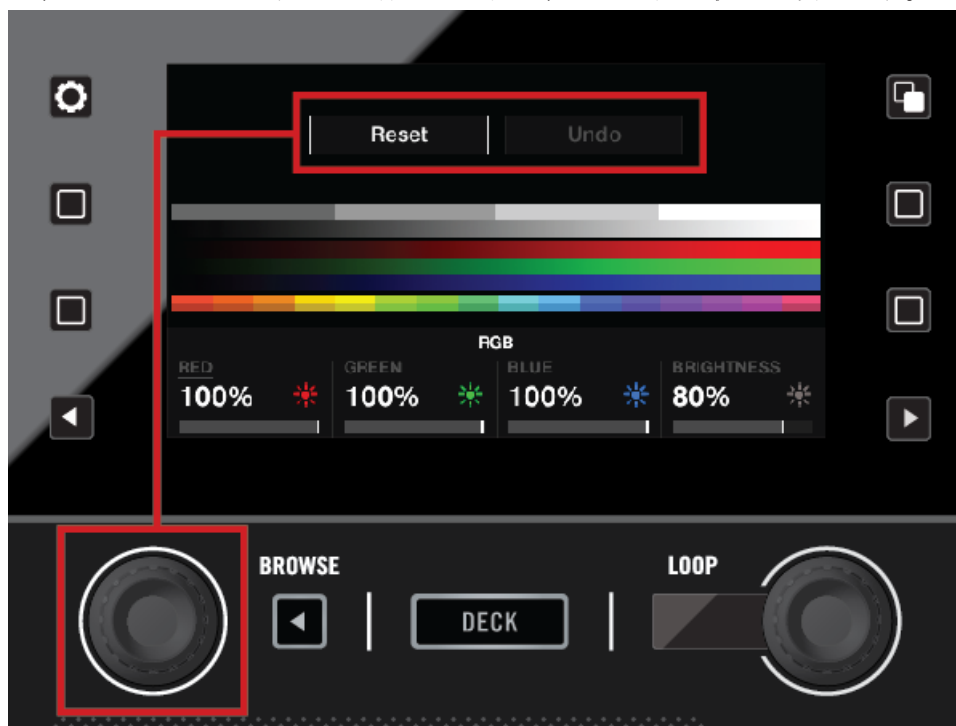 Reset Undo
RGB
RED GREEN BLUE BRIGHTNESS
100% 100% 100% 80%
BROWSE LOOP
DECK